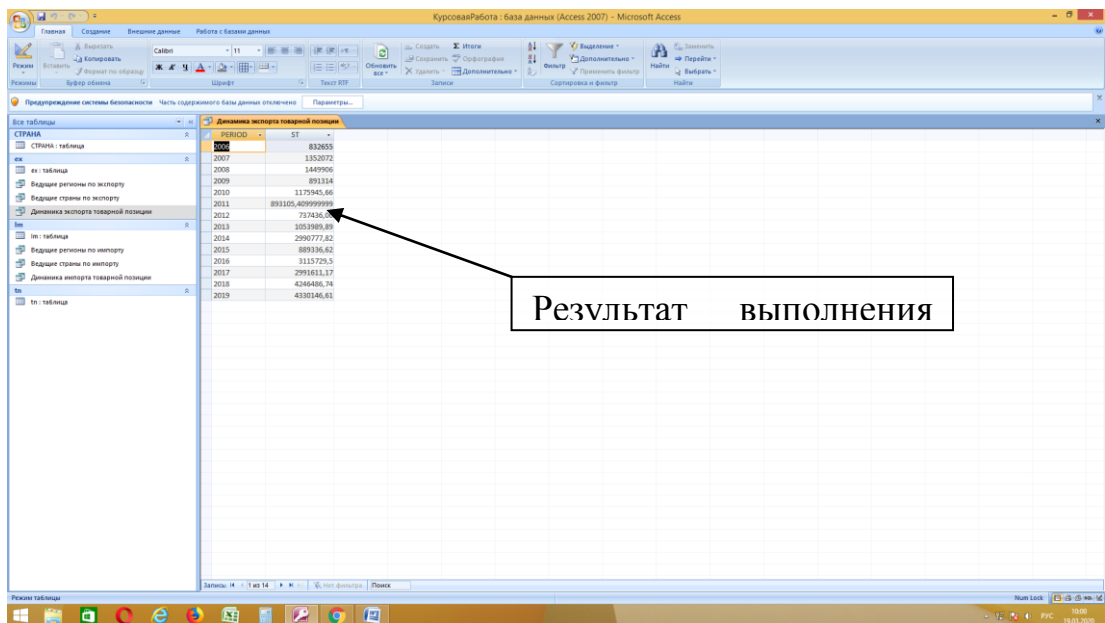 КурсоваяРабота : база данных (Access 2007) - Microsoft Access
Главная Создание Внешние данные Работа с базами данных
Режим
Вставить
Вырезать
Копировать
Формат по образцу
Calibri 11
Ж К Ч
Обновить все
Создать
Сохранить
Удалить
Σ Итоги
Орфография
Дополнительно
Фильтр
Выделение
Дополнительно
Применить фильтр
Найти
Заменить
Перейти
Выбрать
Режимы Буфер обмена Шрифт Текст RTF Записи Сортировка и фильтр Найти
Предупреждение системы безопасности Часть содержимого базы данных отключено Параметры...
Все таблицы
СТРАНА
СТРАНА : таблица
ex
ex : таблица
Ведущие регионы по экспорту
Ведущие страны по экспорту
Динамика экспорта товарной позиции
Im
Im : таблица
Ведущие регионы по импорту
Ведущие страны по импорту
Динамика импорта товарной позиции
tn
tn : таблица
Динамика экспорта товарной позиции
PERIOD ST
2006 832655
2007 1352072
2008 1449906
2009 891314
2010 1175945,66
2011 893105,409999999
2012 737436,0
2013 1053989,89
2014 2990777,82
2015 889336,62
2016 3115729,5
2017 2991611,17
2018 4246486,74
2019 4330146,61
Результат выполнения
Запись: 1 из 14 Нет фильтра Поиск
Режим таблицы
Num Lock
РУС
10:00
16.03.2020